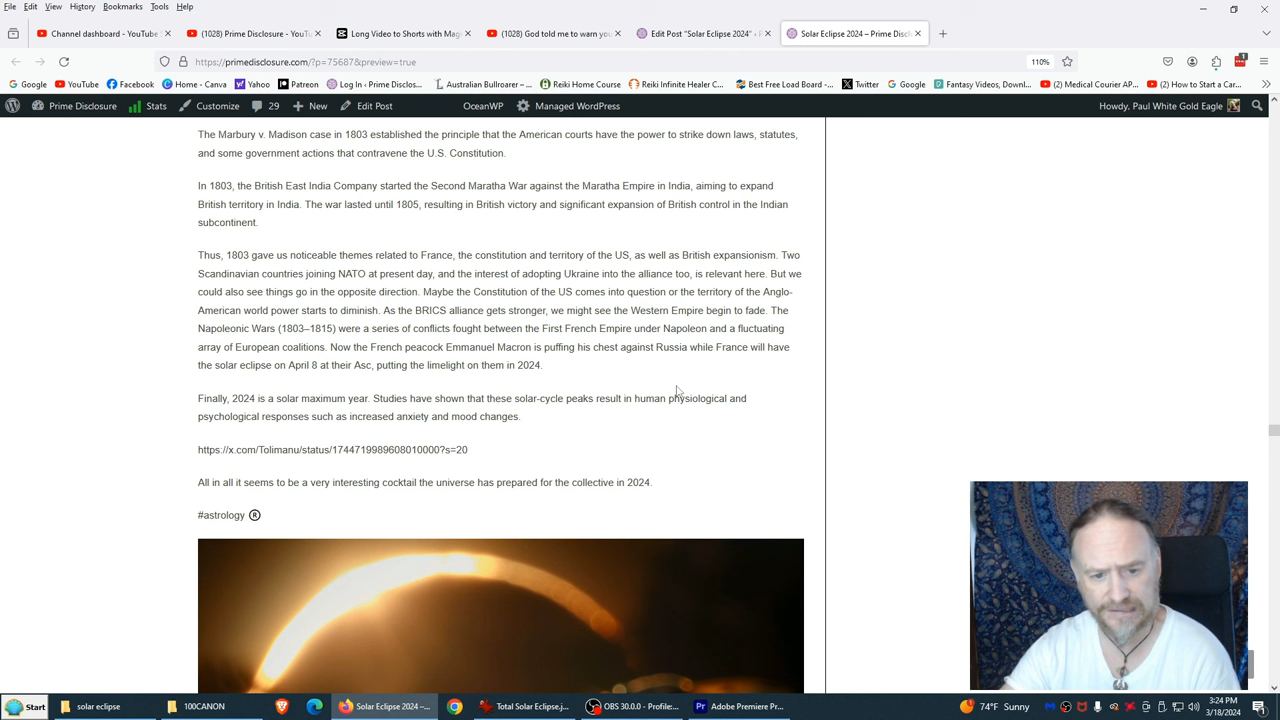 File Edit View History Bookmarks Tools Help
Channel dashboard - YouTube
(1028) Prime Disclosure - YouT
Long Video to Shorts with Mag
(1028) God told me to warn you
Edit Post "Solar Eclipse 2024"
Solar Eclipse 2024 – Prime Disc
https://primedisclosure.com/?p=75687&preview=true
110%
Google YouTube Facebook Home - Canva Yahoo Patreon Log In ‹ Prime Disclos... Australian Bullroarer – ... Reiki Home Course Reiki Infinite Healer C... Best Free Load Board -... Twitter Google Fantasy Videos, Downl... (2) Medical Courier AP... (2) How to Start a Car...
Prime Disclosure Stats Customize 29 New Edit Post OceanWP Managed WordPress Howdy, Paul White Gold Eagle
The Marbury v. Madison case in 1803 established the principle that the American courts have the power to strike down laws, statutes,
and some government actions that contravene the U.S. Constitution.
In 1803, the British East India Company started the Second Maratha War against the Maratha Empire in India, aiming to expand
British territory in India. The war lasted until 1805, resulting in British victory and significant expansion of British control in the Indian
subcontinent.
Thus, 1803 gave us noticeable themes related to France, the constitution and territory of the US, as well as British expansionism. Two
Scandinavian countries joining NATO at present day, and the interest of adopting Ukraine into the alliance too, is relevant here. But we
could also see things go in the opposite direction. Maybe the Constitution of the US comes into question or the territory of the Anglo-
American world power starts to diminish. As the BRICS alliance gets stronger, we might see the Western Empire begin to fade. The
Napoleonic Wars (1803–1815) were a series of conflicts fought between the First French Empire under Napoleon and a fluctuating
array of European coalitions. Now the French peacock Emmanuel Macron is puffing his chest against Russia while France will have
the solar eclipse on April 8 at their Asc, putting the limelight on them in 2024.
Finally, 2024 is a solar maximum year. Studies have shown that these solar-cycle peaks result in human physiological and
psychological responses such as increased anxiety and mood changes.
https://x.com/Tolimanu/status/1744719989608010000?s=20
All in all it seems to be a very interesting cocktail the universe has prepared for the collective in 2024.
#astrology ®
Start solar eclipse 100CANON Solar Eclipse 2024 –... Total Solar Eclipse.j... OBS 30.0.0 - Profile:... Adobe Premiere Pr... 74°F Sunny
3:24 PM
3/18/2024